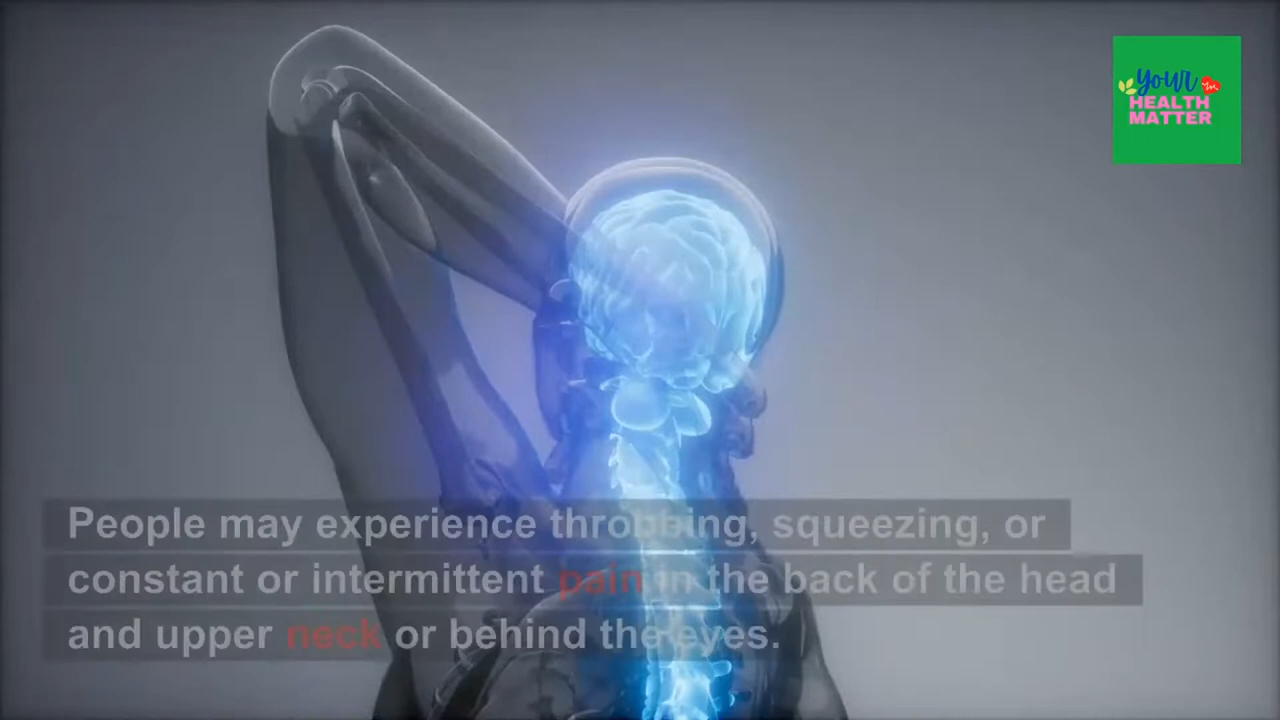 your
HEALTH
MATTER
People may experience throbbing, squeezing, or
constant or intermittent pain in the back of the head
and upper neck or behind the eyes.